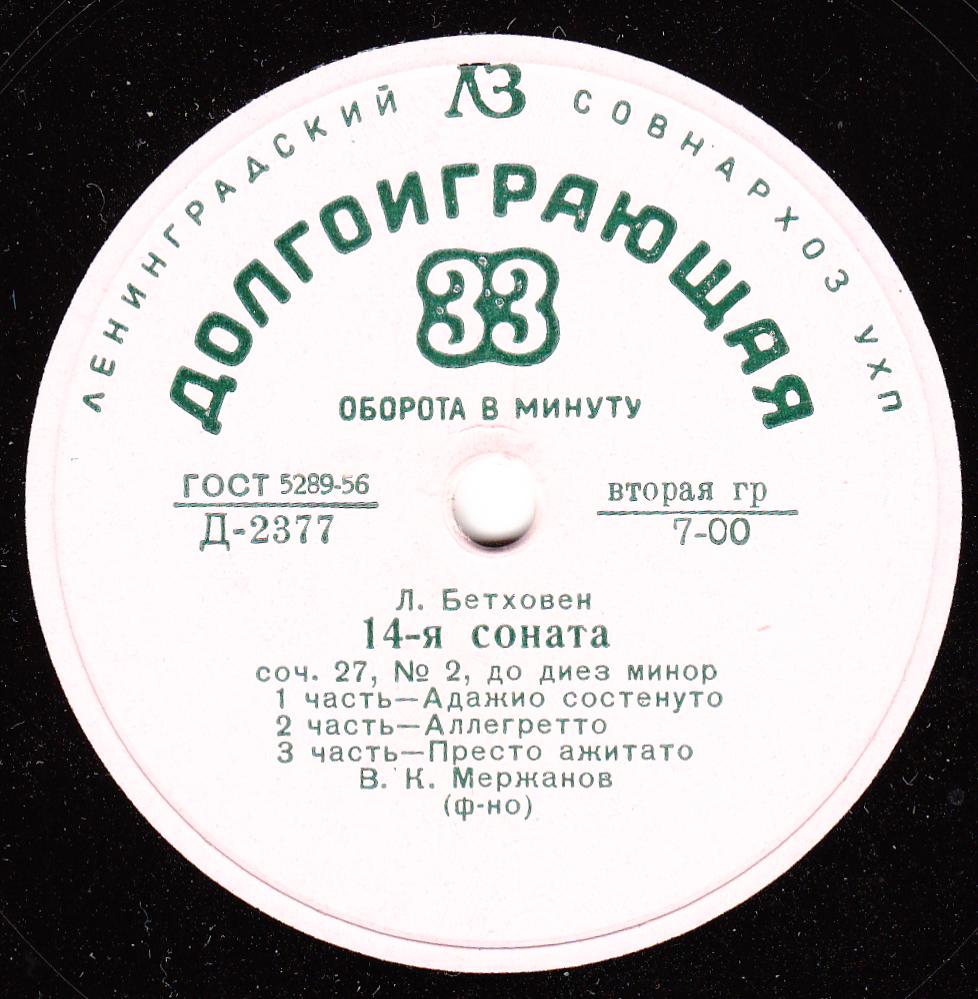 ЛЕНИНГРАДСКИЙ ЛЗ СОВНАРХОЗ УХП
ДОЛГОИГРАЮЩАЯ
33
ОБОРОТА В МИНУТУ
ГОСТ 5289-56
Д-2377
вторая гр
7-00
Л. Бетховен
14-я соната
соч. 27, № 2, до диез минор
1 часть—Адажио состенуто
2 часть—Аллегретто
3 часть—Престо ажитато
В. К. Мержанов
(ф-но)